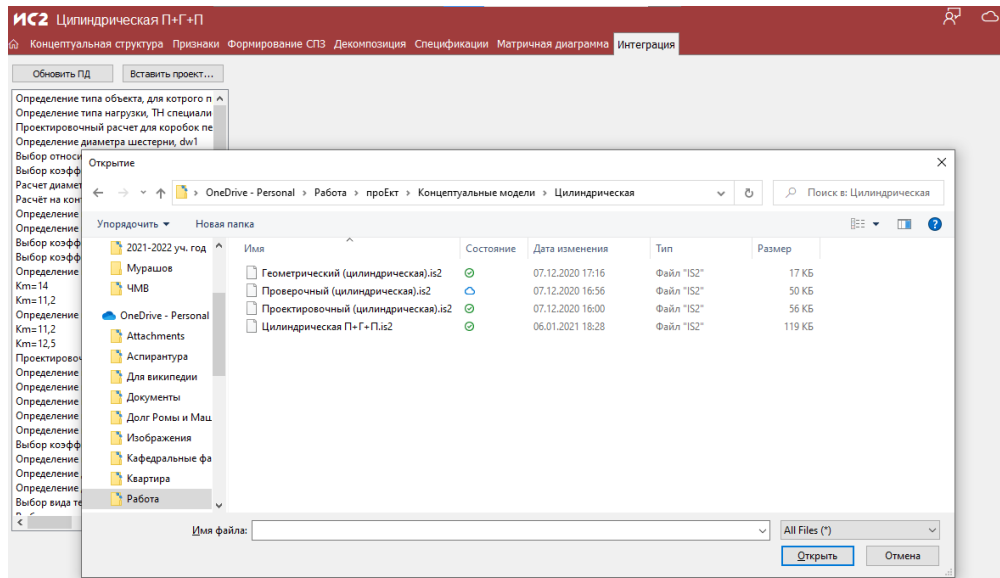 ИС2 Цилиндрическая П+Г+П
Концептуальная структура Признаки Формирование СПЗ Декомпозиция Спецификации Матричная диаграмма Интеграция
Обновить ПД Вставить проект...
Определение типа объекта, для котрого п
Определение типа нагрузки, ТН специали
Проектировочный расчет для коробок пе
Определение диаметра шестерни, dw1
Выбор относи
Выбор коэфф
Расчет диамет
Расчёт на кон
Определение
Определение
Выбор коэфф
Выбор коэфф
Определение
Km=14
Km=11,2
Определение
Km=11,2
Km=12,5
Проектировоч
Определение
Определение
Определение
Определение
Определение
Выбор коэфф
Определение
Определение
Определение
Выбор вида те
Открытие
OneDrive - Personal › Работа › проЕкт › Концептуальные модели › Цилиндрическая
Поиск в: Цилиндрическая
Упорядочить Новая папка
2021-2022 уч. год
Мурашов
ЧМВ
OneDrive - Personal
Attachments
Аспирантура
Для википедии
Документы
Долг Ромы и Маш
Изображения
Кафедральные фа
Квартира
Работа
Имя Состояние Дата изменения Тип Размер
Геометрический (цилиндрическая).is2 07.12.2020 17:16 Файл "IS2" 17 КБ
Проверочный (цилиндрическая).is2 07.12.2020 16:56 Файл "IS2" 50 КБ
Проектировочный (цилиндрическая).is2 07.12.2020 16:00 Файл "IS2" 56 КБ
Цилиндрическая П+Г+П.is2 06.01.2021 18:28 Файл "IS2" 119 КБ
Имя файла: All Files (*)
Открыть Отмена